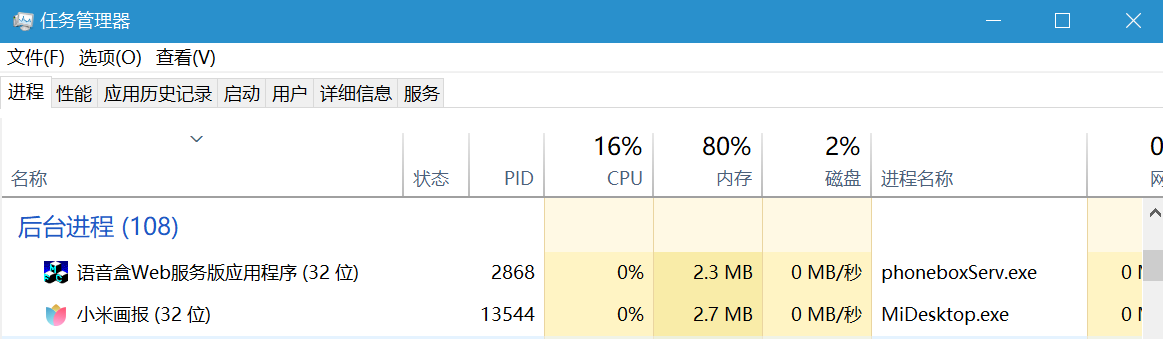 任务管理器
文件(F) 选项(O) 查看(V)
进程 性能 应用历史记录 启动 用户 详细信息 服务
16% 80% 2% 0
名称 状态 PID CPU 内存 磁盘 进程名称
后台进程 (108)
语音盒Web服务版应用程序 (32 位) 2868 0% 2.3 MB 0 MB/秒 phoneboxServ.exe 0
小米画报 (32 位) 13544 0% 2.7 MB 0 MB/秒 MiDesktop.exe 0